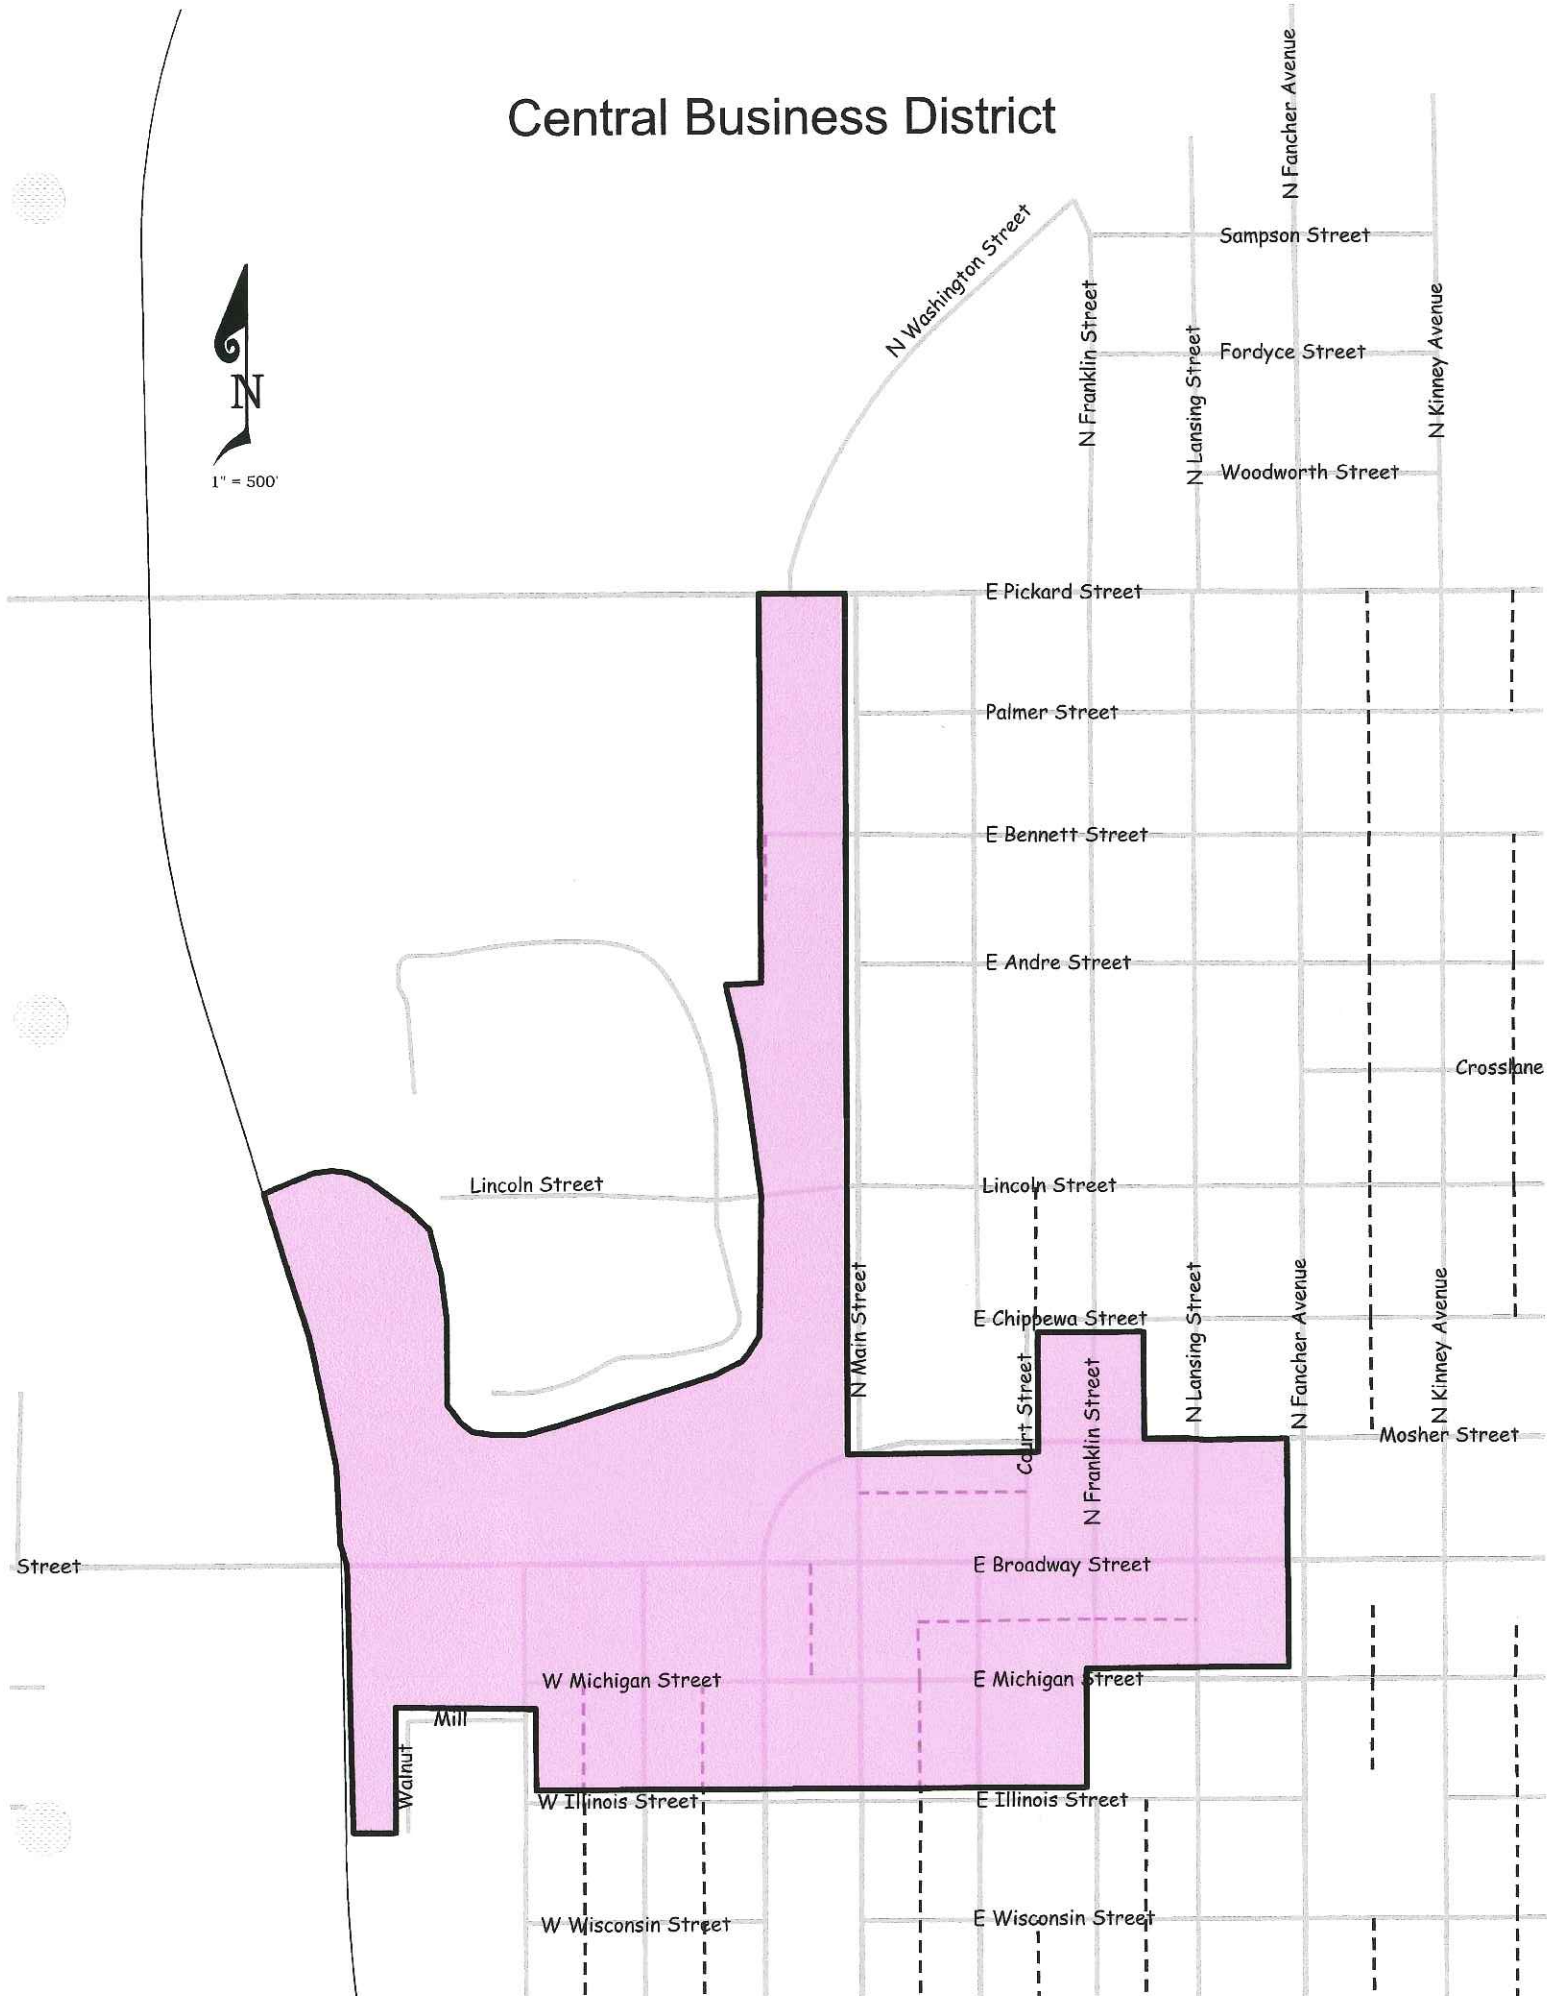 Central Business District
N Fancher Avenue
N Washington Street
Sampson Street
N Franklin Street
N Lansing Street
Fordyce Street
N Kinney Avenue
N
1" = 500'
Woodworth Street
E Pickard Street
Palmer Street
E Bennett Street
E Andre Street
Crosslane
Lincoln Street
Lincoln Street
N Main Street
E Chippewa Street
Court Street
N Franklin Street
N Lansing Street
N Fancher Avenue
N Kinney Avenue
Mosher Street
Street
E Broadway Street
W Michigan Street
E Michigan Street
Mill
Walnut
W Illinois Street
E Illinois Street
W Wisconsin Street
E Wisconsin Street